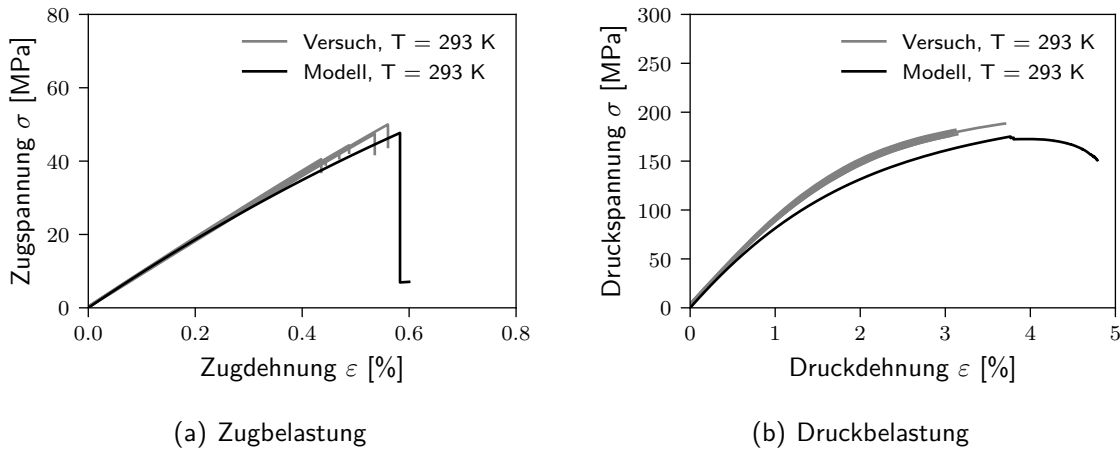 80
60
40
20
0
Zugspannung σ [MPa]
Versuch, T = 293 K
Modell, T = 293 K
0.0 0.2 0.4 0.6 0.8
Zugdehnung ε [%]
(a) Zugbelastung
300
250
200
150
100
50
0
Druckspannung σ [MPa]
Versuch, T = 293 K
Modell, T = 293 K
0 1 2 3 4 5
Druckdehnung ε [%]
(b) Druckbelastung